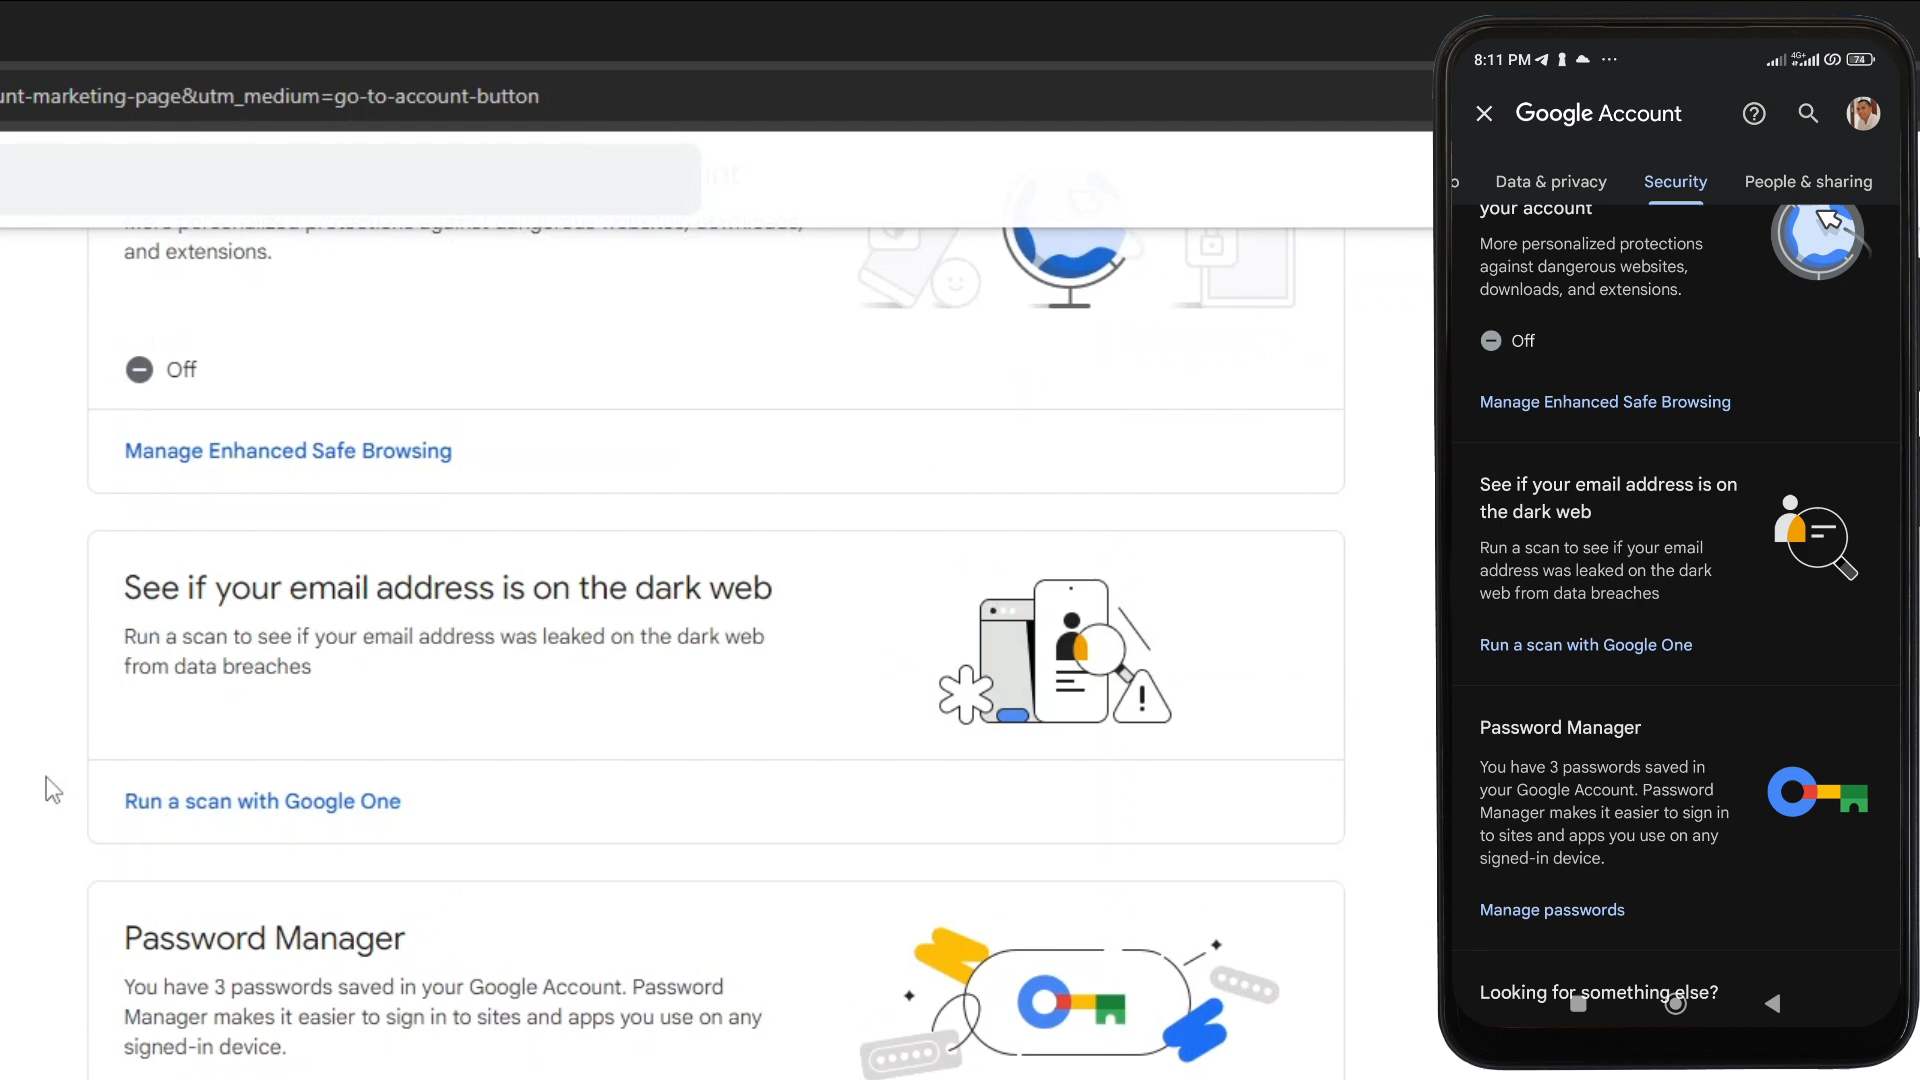 unt-marketing-page&utm_medium=go-to-account-button
More personalized protections against dangerous websites, downloads,
and extensions.
Off
Manage Enhanced Safe Browsing
See if your email address is on the dark web
Run a scan to see if your email address was leaked on the dark web
from data breaches
Run a scan with Google One
Password Manager
You have 3 passwords saved in your Google Account. Password
Manager makes it easier to sign in to sites and apps you use on any
signed-in device.
8:11 PM
4G+
74
Google Account
o
Data & privacy
Security
People & sharing
your account
More personalized protections
against dangerous websites,
downloads, and extensions.
Off
Manage Enhanced Safe Browsing
See if your email address is on
the dark web
Run a scan to see if your email
address was leaked on the dark
web from data breaches
Run a scan with Google One
Password Manager
You have 3 passwords saved in
your Google Account. Password
Manager makes it easier to sign in
to sites and apps you use on any
signed-in device.
Manage passwords
Looking for something else?